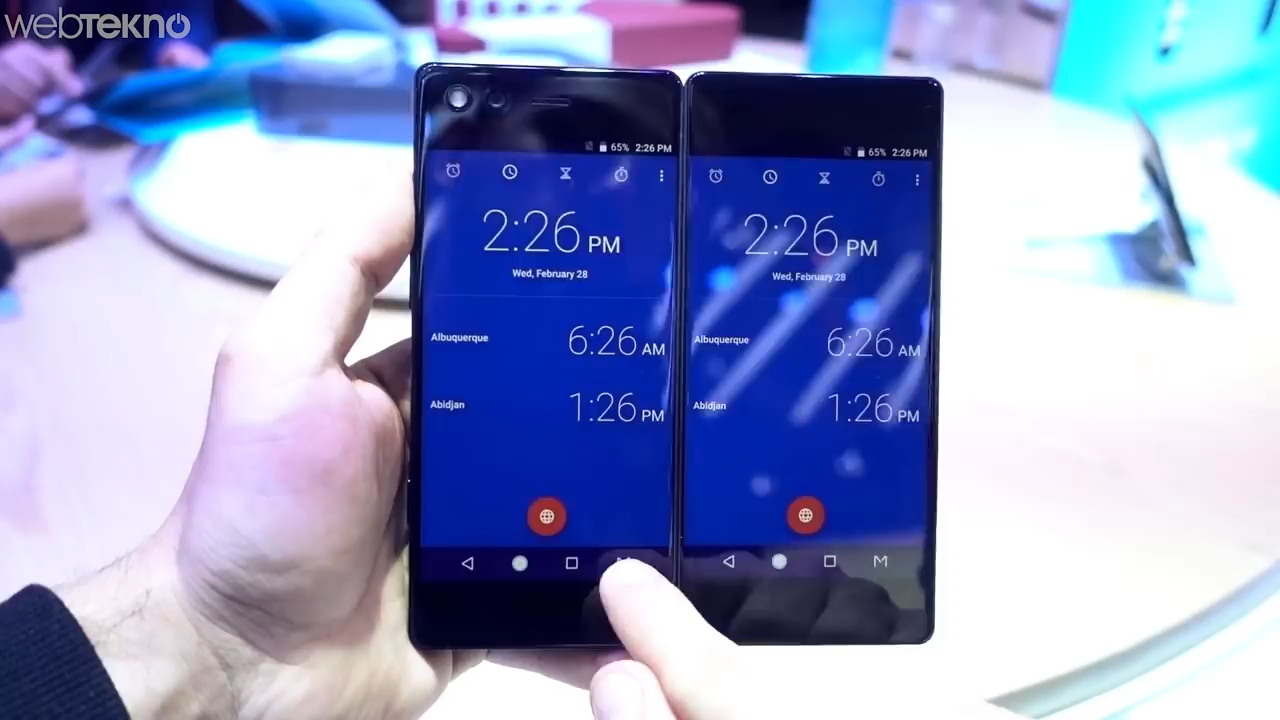 webtekno
65% 2:26 PM
2:26 PM
Wed, February 28
Albuquerque 6:26 AM
Abidjan 1:26 PM
65% 2:26 PM
2:26 PM
Wed, February 28
Albuquerque 6:26 AM
Abidjan 1:26 PM
M